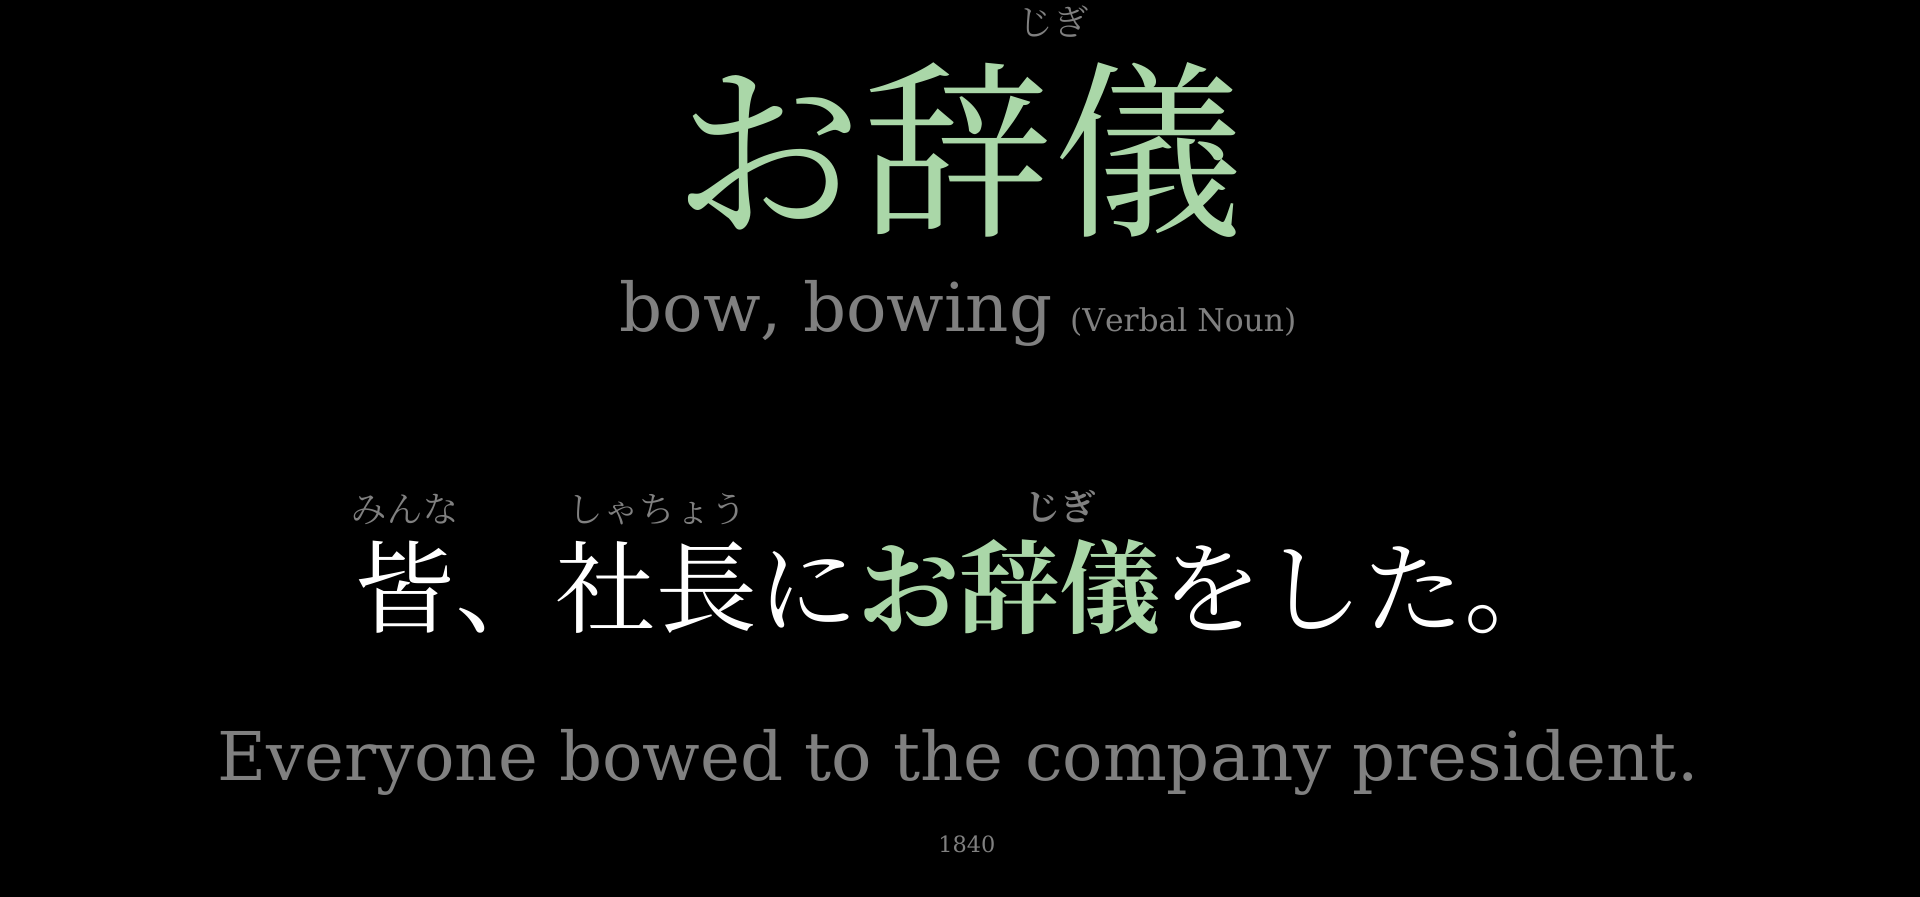 じぎ
お辞儀
bow, bowing (Verbal Noun)
みんな しゃちょう じぎ
皆、社長にお辞儀をした。
Everyone bowed to the company president.
1840